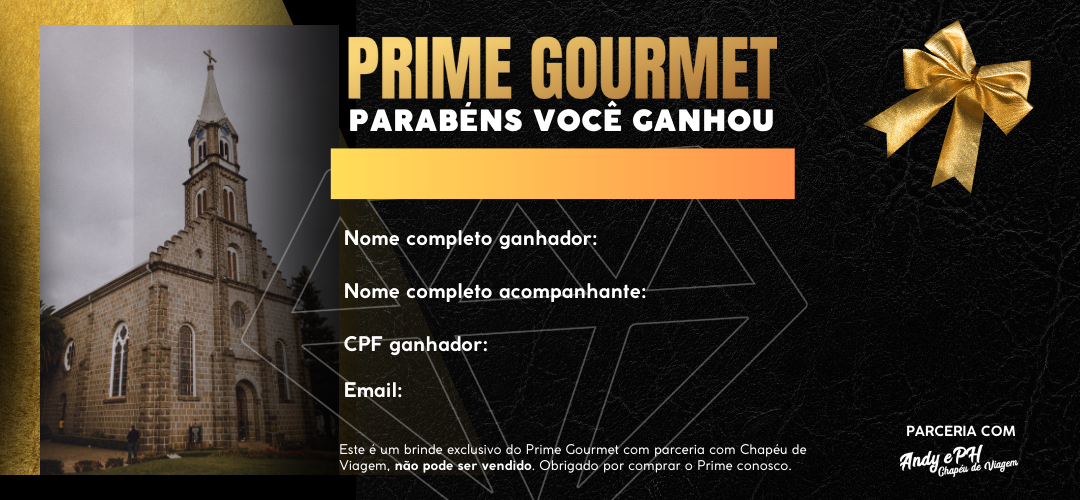 PRIME GOURMET
PARABÉNS VOCÊ GANHOU
Nome completo ganhador:
Nome completo acompanhante:
CPF ganhador:
Email:
Este é um brinde exclusivo do Prime Gourmet com parceria com Chapéu de
Viagem, não pode ser vendido. Obrigado por comprar o Prime conosco.
PARCERIA COM
Andy e PH
Chapéu de Viagem